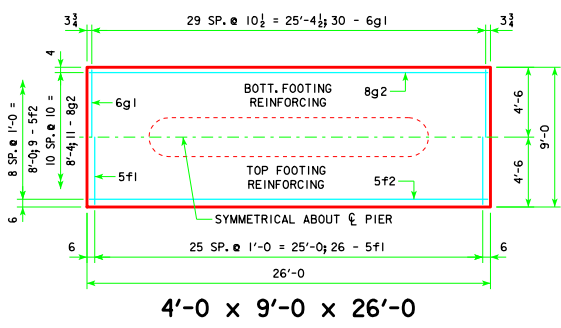 3¾
29 SP.@ 10½ = 25'-4½; 30 - 6g1
3¾
4
BOTT. FOOTING
REINFORCING
8g2
6g1
4'-6
8 SP.@ 1'-0 =
8'-0; 9 - 5f2
10 SP.@ 10 =
8'-4; 11 - 8g2
9'-0
TOP FOOTING
REINFORCING
5f1
5f2
4'-6
6
SYMMETRICAL ABOUT ℄ PIER
6
25 SP.@ 1'-0 = 25'-0; 26 - 5f1
6
26'-0
4'-0 x 9'-0 x 26'-0